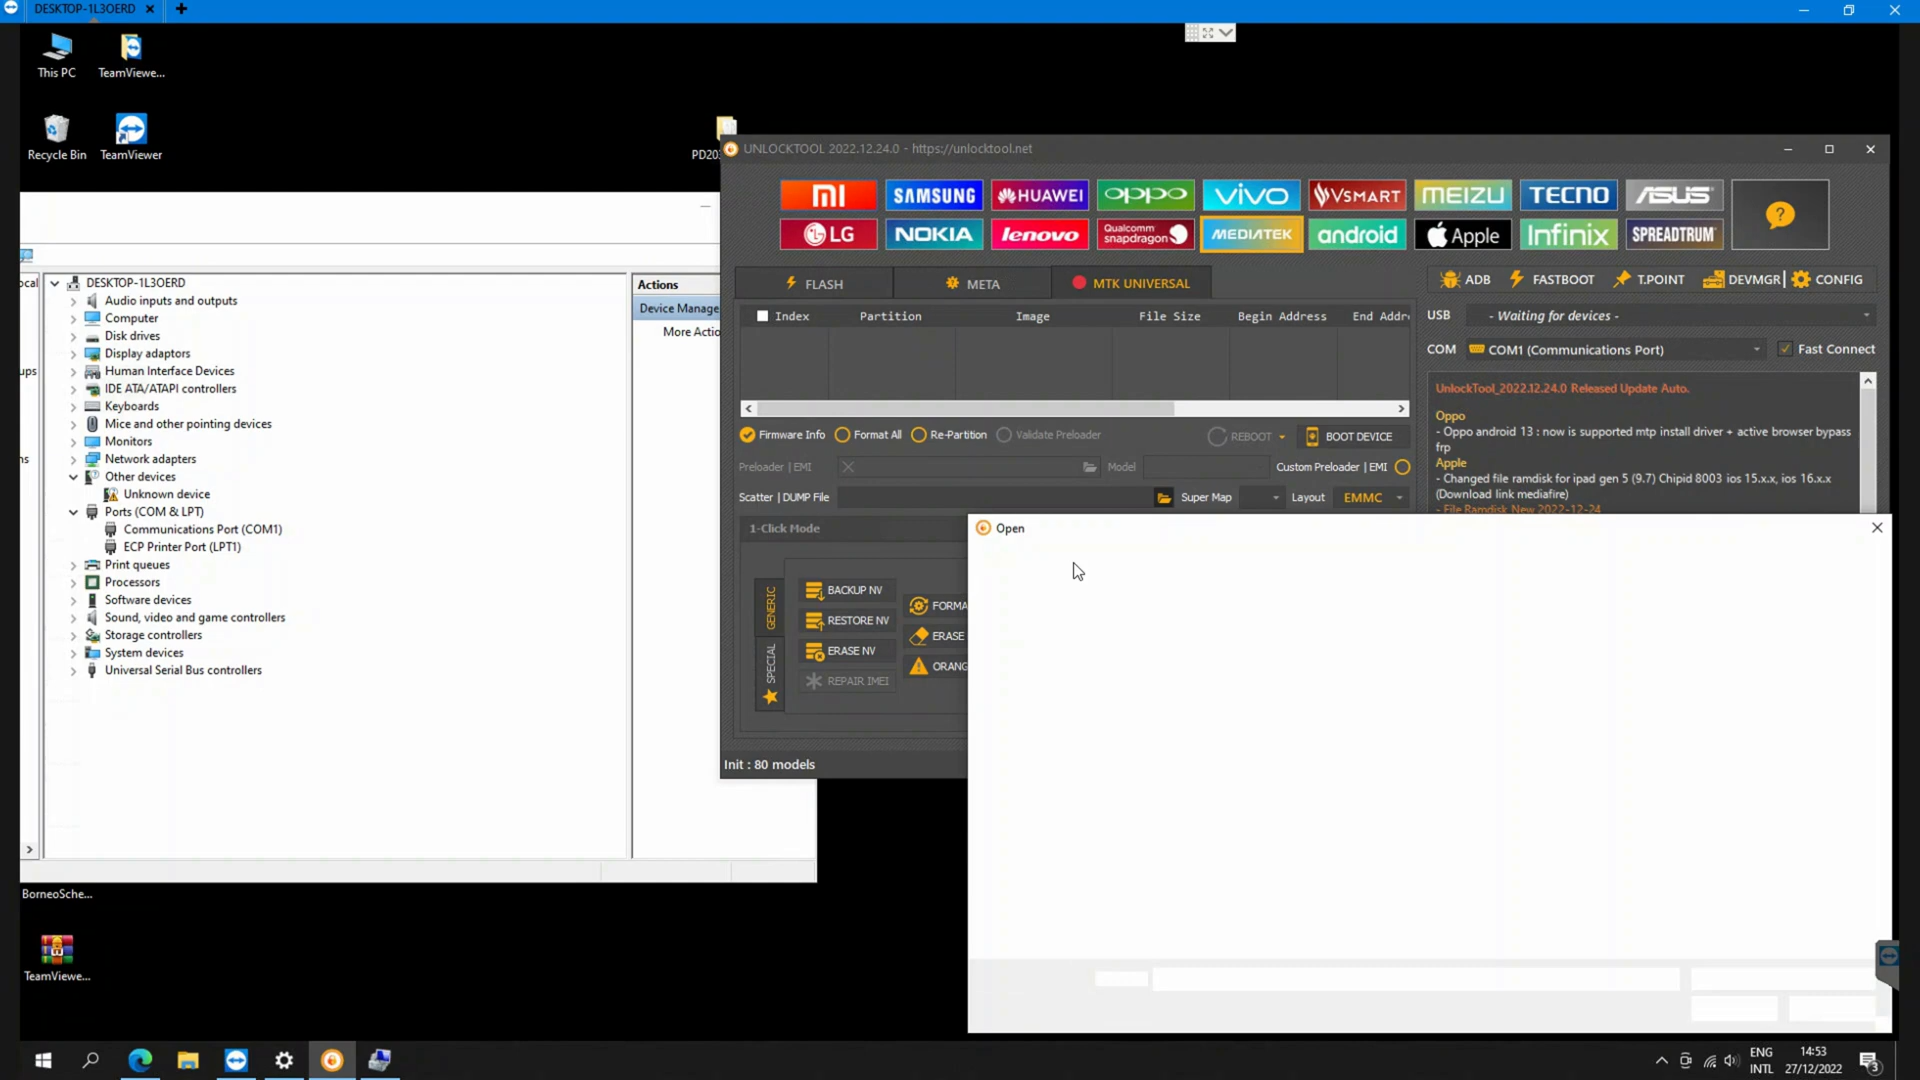 DESKTOP-1L3OERD
This PC
TeamViewe...
Recycle Bin
TeamViewer
PD20
UNLOCKTOOL 2022.12.24.0 - https://unlocktool.net
mi
SAMSUNG
HUAWEI
oppo
vivo
VSMART
MEIZU
TECNO
ASUS
LG
NOKIA
lenovo
Qualcomm
snapdragon
MEDIATEK
android
Apple
Infinix
SPREADTRUM
?
FLASH
META
MTK UNIVERSAL
ADB
FASTBOOT
T.POINT
DEVMGR
CONFIG
Index
Partition
Image
File Size
Begin Address
End Addr
USB
- Waiting for devices -
COM
COM1 (Communications Port)
Fast Connect
UnlockTool_2022.12.24.0 Released Update Auto.
Oppo
- Oppo android 13 : now is supported mtp install driver + active browser bypass
frp
Apple
- Changed file ramdisk for ipad gen 5 (9.7) Chipid 8003 ios 15.x.x, ios 16.x.x
(Download link mediafire)
- File Ramdisk New 2022-12-24
Firmware Info
Format All
Re-Partition
Validate Preloader
REBOOT
BOOT DEVICE
Preloader | EMI
Model
Custom Preloader | EMI
Scatter | DUMP File
Super Map
Layout
EMMC
1-Click Mode
GENERIC
SPECIAL
BACKUP NV
RESTORE NV
ERASE NV
REPAIR IMEI
FORMA
ERASE
ORANG
Init : 80 models
Open
ocal
ups
ns
DESKTOP-1L3OERD
Audio inputs and outputs
Computer
Disk drives
Display adaptors
Human Interface Devices
IDE ATA/ATAPI controllers
Keyboards
Mice and other pointing devices
Monitors
Network adapters
Other devices
Unknown device
Ports (COM & LPT)
Communications Port (COM1)
ECP Printer Port (LPT1)
Print queues
Processors
Software devices
Sound, video and game controllers
Storage controllers
System devices
Universal Serial Bus controllers
Actions
Device Manage
More Actio
BorneoSche...
TeamViewe...
ENG
INTL
14:53
27/12/2022
3